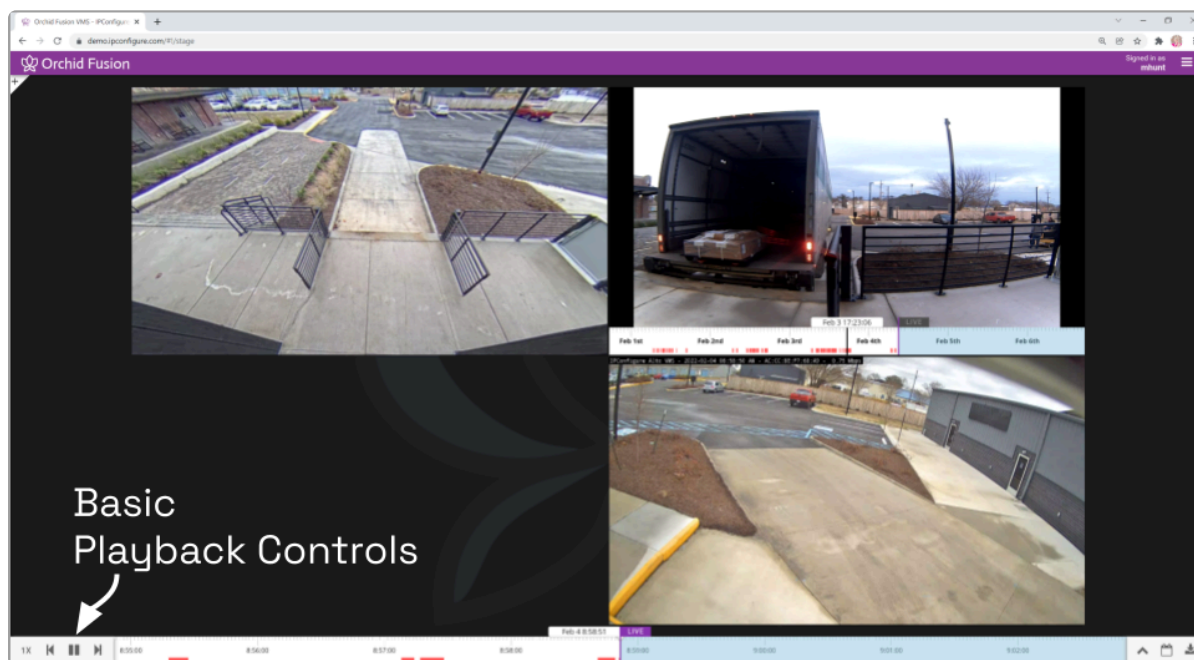 Orchid Fusion VMS - IPConfigure
demo.ipconfigure.com/#!/stage
Orchid Fusion
Signed in as
mhunt
Feb 3 17:23:06 LIVE
Feb 1st Feb 2nd Feb 3rd Feb 4th Feb 5th Feb 6th
Basic
Playback Controls
Feb 4 8:58:51 LIVE
1X 8:55:00 8:56:00 8:57:00 8:58:00 8:59:00 9:00:00 9:01:00 9:02:00